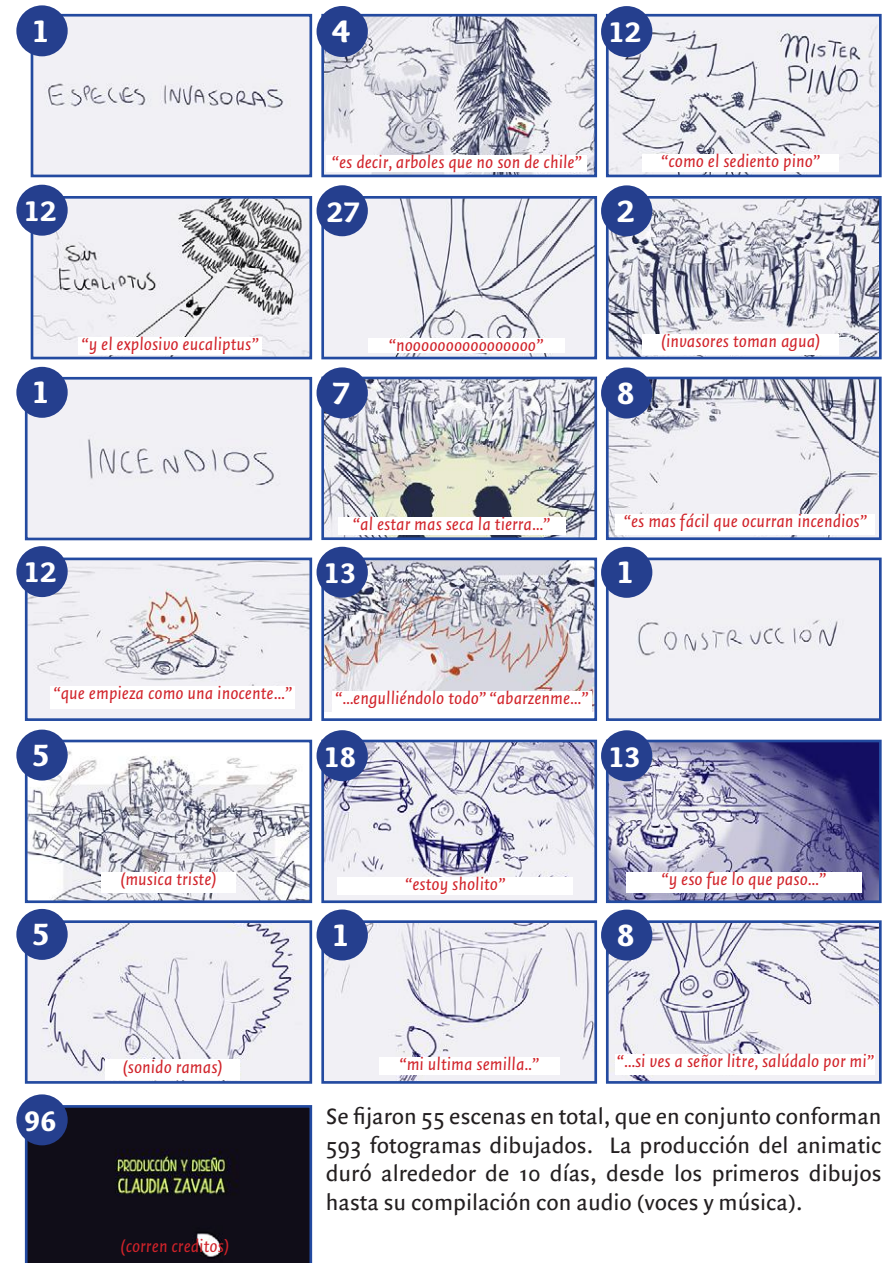 1
ESPECIES INVASORAS
4
“es decir, arboles que no son de chile”
12
MISTER
PINO
“como el sediento pino”
12
Sir
EUCALIPTUS
“y el explosivo eucaliptus”
27
“nooooooooooooooooo”
2
(invasores toman agua)
1
INCENDIOS
7
“al estar mas seca la tierra...”
8
“es mas fácil que ocurran incendios”
12
“que empieza como una inocente...”
13
“...engulliéndolo todo” “abarzenme...”
1
CONSTRUCCIÓN
5
(musica triste)
18
“estoy sholito”
13
“y eso fue lo que paso...”
5
(sonido ramas)
1
“mi ultima semilla..”
8
“...si ves a señor litre, salúdalo por mi”
96
PRODUCCIÓN Y DISEÑO
CLAUDIA ZAVALA
(corren creditos)
Se fijaron 55 escenas en total, que en conjunto conforman
593 fotogramas dibujados. La producción del animatic
duró alrededor de 10 días, desde los primeros dibujos
hasta su compilación con audio (voces y música).